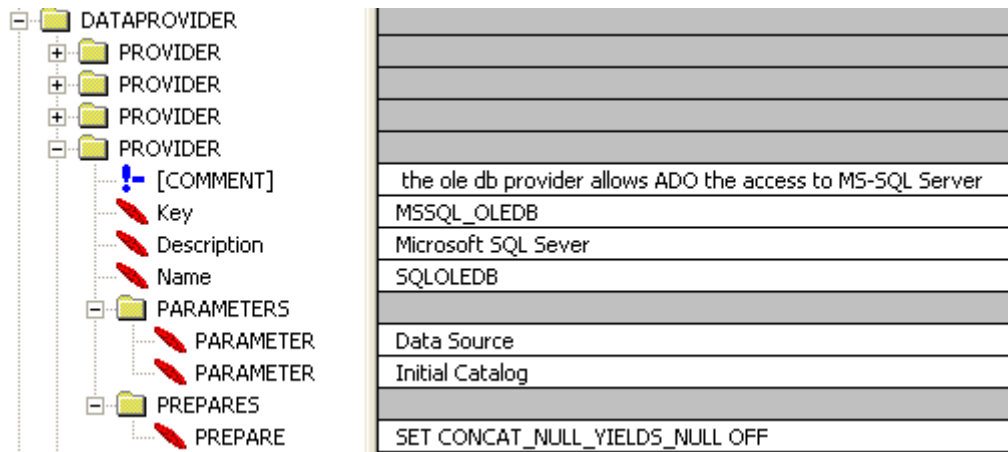 DATAPROVIDER
PROVIDER
PROVIDER
PROVIDER
PROVIDER
[COMMENT] the ole db provider allows ADO the access to MS-SQL Server
Key MSSQL_OLEDB
Description Microsoft SQL Sever
Name SQLOLEDB
PARAMETERS
PARAMETER Data Source
PARAMETER Initial Catalog
PREPARES
PREPARE SET CONCAT_NULL_YIELDS_NULL OFF